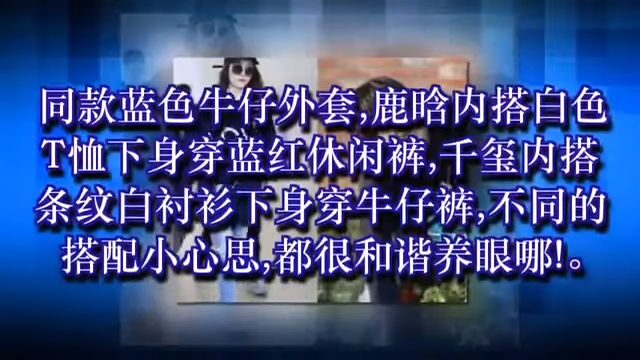 同款蓝色牛仔外套,鹿晗内搭白色
T恤下身穿蓝红休闲裤,千玺内搭
条纹白衬衫下身穿牛仔裤,不同的
搭配小心思,都很和谐养眼哪!。